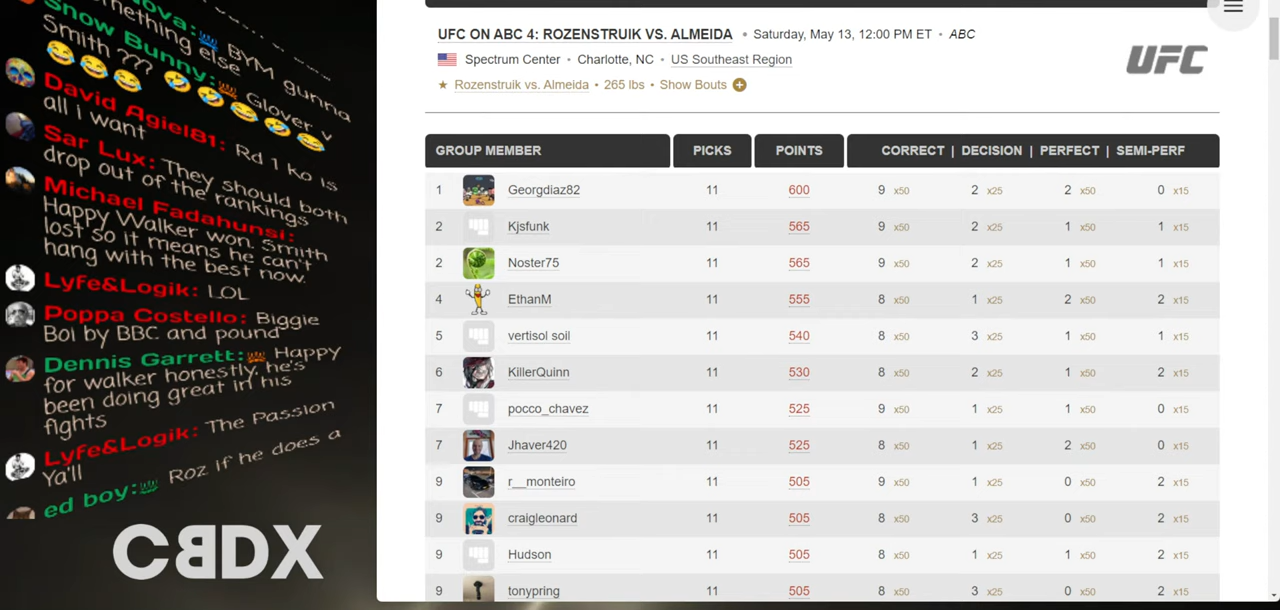 ova: BYM gunna
something else
Snow Bunny: Glover v
Smith ???
David Agiel81: Rd 1 ko is
all i want
Sar Lux: They should both
drop out of the rankings
Michael Fadahunsi:
Happy Walker won. Smith
lost so it means he can't
hang with the best now.
Lyfe&Logik: LOL
Poppa Costello: Biggie
Boi by BBC and pound
Dennis Garrett: Happy
for walker honestly. he's
been doing great in his
fights
Lyfe&Logik: The Passion
Ya'll
ed boy: Roz if he does a
CBDX
UFC ON ABC 4: ROZENSTRUIK VS. ALMEIDA • Saturday, May 13, 12:00 PM ET • ABC
Spectrum Center • Charlotte, NC • US Southeast Region
★ Rozenstruik vs. Almeida • 265 lbs • Show Bouts
UFC
GROUP MEMBER PICKS POINTS CORRECT | DECISION | PERFECT | SEMI-PERF
1 Georgdiaz82 11 600 9 x50 2 x25 2 x50 0 x15
2 Kjsfunk 11 565 9 x50 2 x25 1 x50 1 x15
2 Noster75 11 565 9 x50 2 x25 1 x50 1 x15
4 EthanM 11 555 8 x50 1 x25 2 x50 2 x15
5 vertisol soil 11 540 8 x50 3 x25 1 x50 1 x15
6 KillerQuinn 11 530 8 x50 2 x25 1 x50 2 x15
7 pocco_chavez 11 525 9 x50 1 x25 1 x50 0 x15
7 Jhaver420 11 525 8 x50 1 x25 2 x50 0 x15
9 r__monteiro 11 505 9 x50 1 x25 0 x50 2 x15
9 craigleonard 11 505 8 x50 3 x25 0 x50 2 x15
9 Hudson 11 505 8 x50 1 x25 1 x50 2 x15
9 tonypring 11 505 8 x50 3 x25 0 x50 2 x15